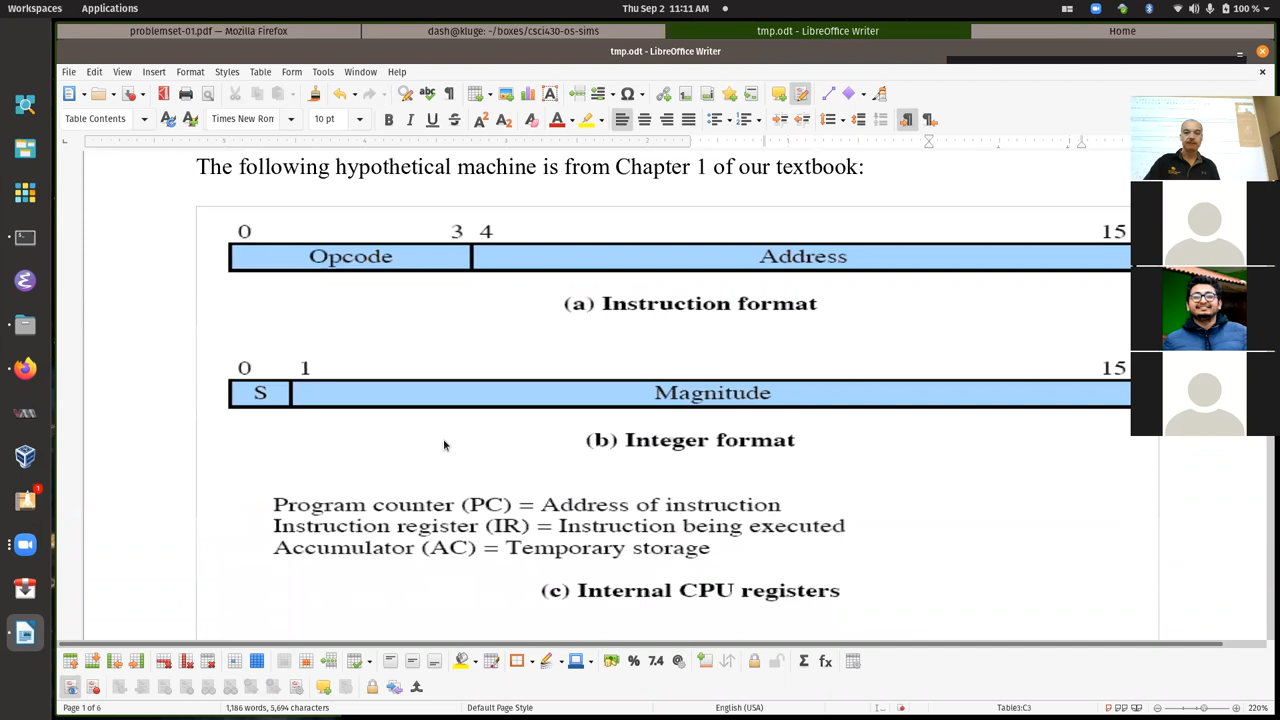 Workspaces Applications Thu Sep 2 11:11 AM 100 %
problemset-01.pdf — Mozilla Firefox dash@kluge: ~/boxes/csci430-os-sims tmp.odt - LibreOffice Writer Home
tmp.odt - LibreOffice Writer
File Edit View Insert Format Styles Table Form Tools Window Help
Table Contents Times New Rom 10 pt
The following hypothetical machine is from Chapter 1 of our textbook:
0 3 4 15
Opcode Address
(a) Instruction format
0 1 15
S Magnitude
(b) Integer format
Program counter (PC) = Address of instruction
Instruction register (IR) = Instruction being executed
Accumulator (AC) = Temporary storage
(c) Internal CPU registers
Page 1 of 6 1,186 words, 5,694 characters Default Page Style English (USA) Table3:C3 220%